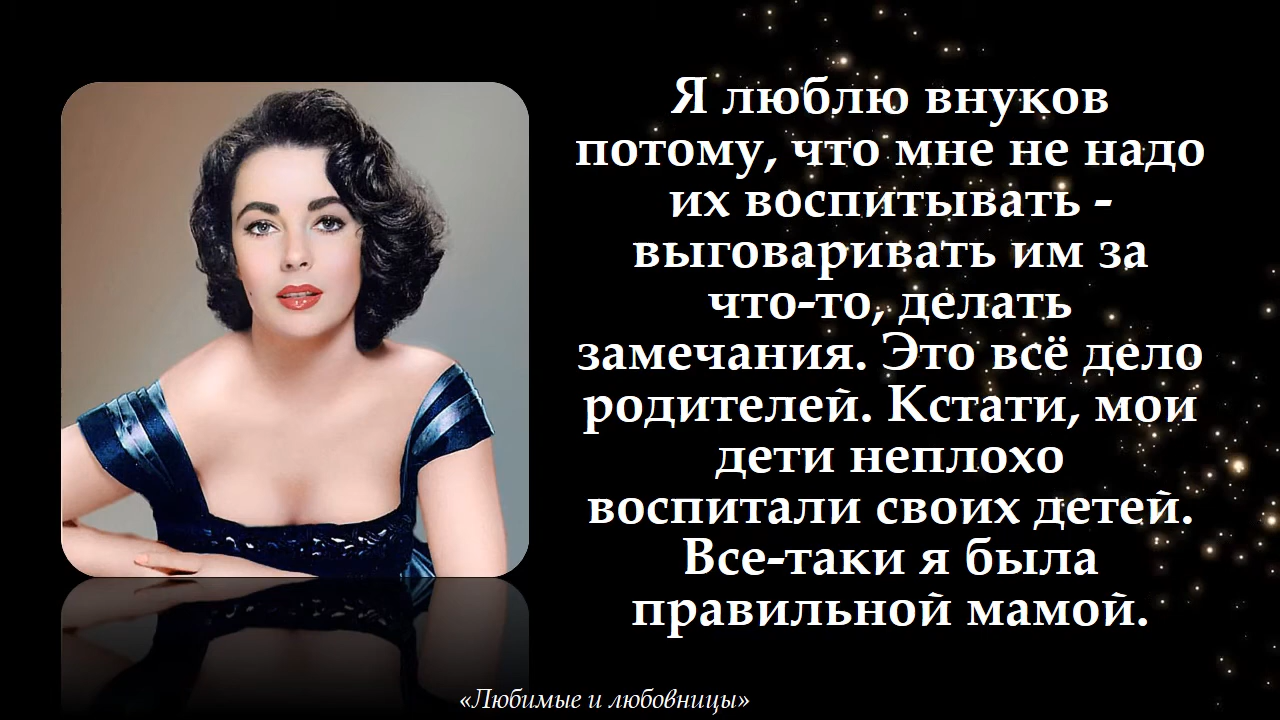 Я люблю внуков
потому, что мне не надо
их воспитывать -
выговаривать им за
что-то, делать
замечания. Это всё дело
родителей. Кстати, мои
дети неплохо
воспитали своих детей.
Все-таки я была
правильной мамой.
«Любимые и любовницы»